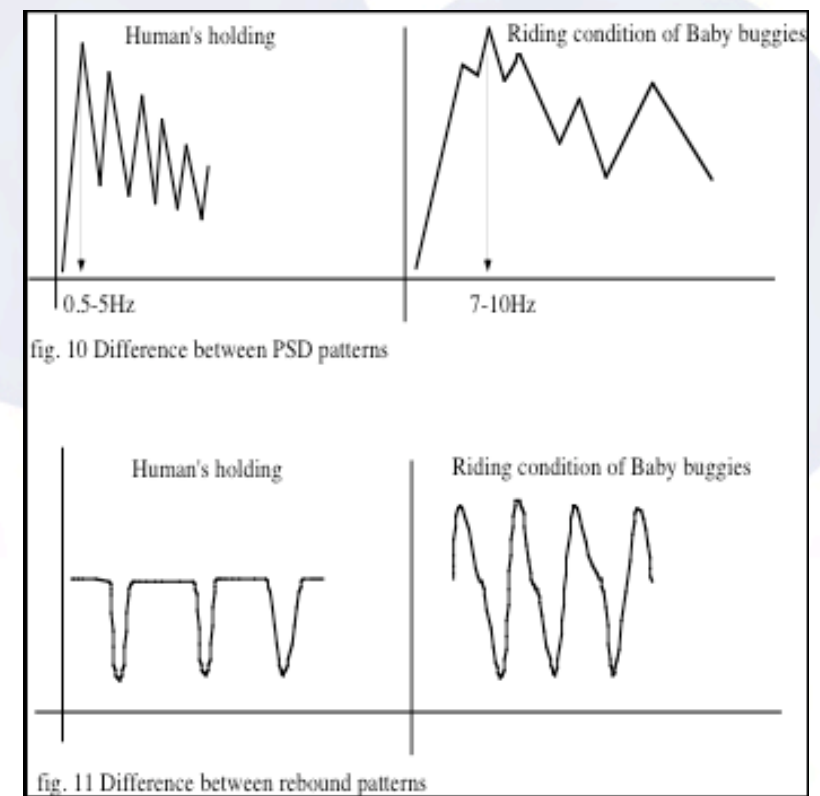 Human's holding
Riding condition of Baby buggies
0.5-5Hz
7-10Hz
fig. 10 Difference between PSD patterns
Human's holding
Riding condition of Baby buggies
fig. 11 Difference between rebound patterns